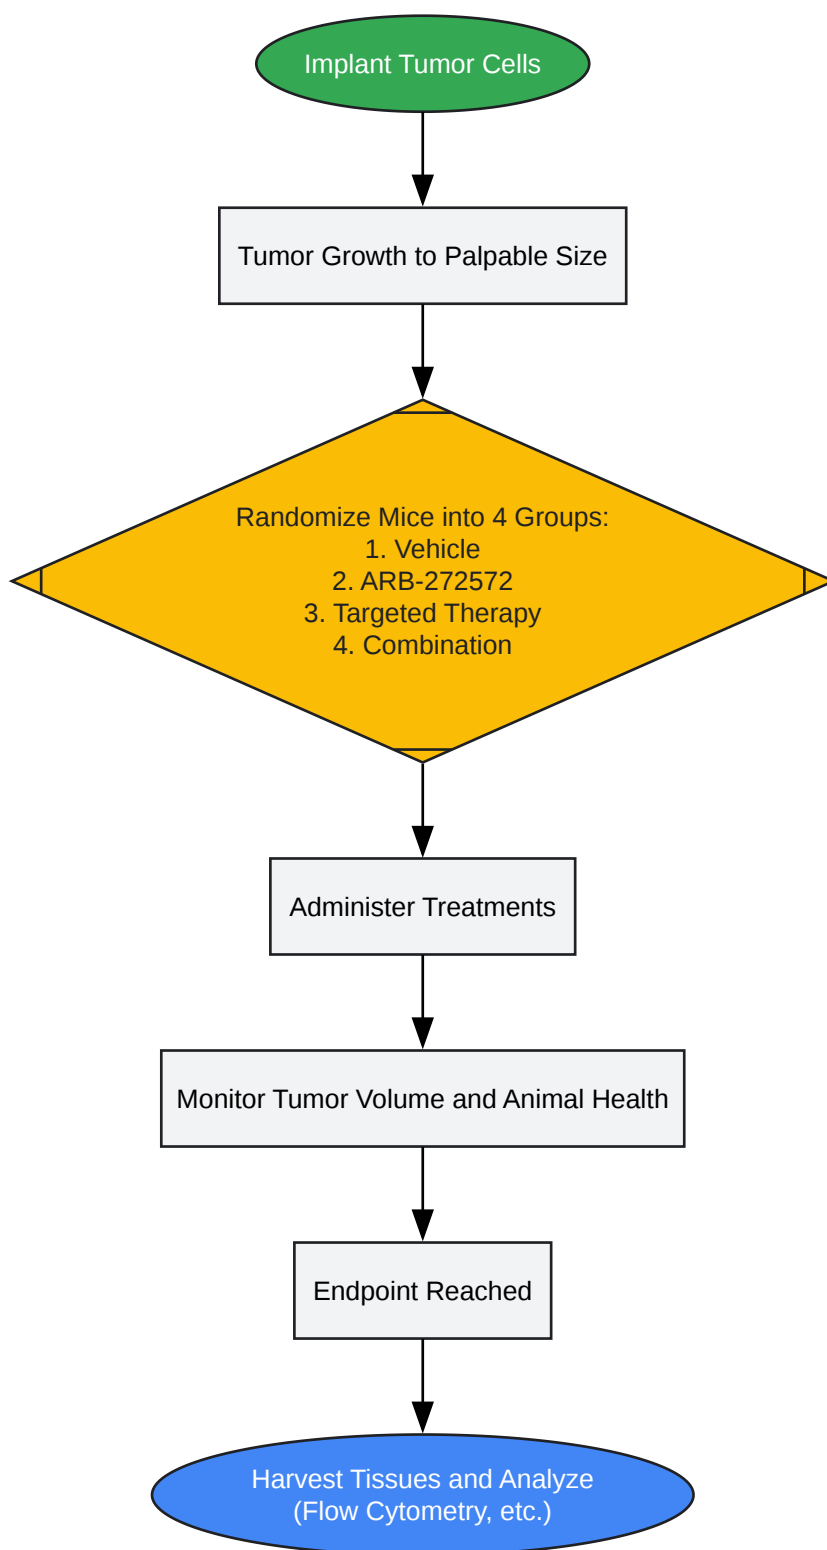 Implant Tumor Cells
Tumor Growth to Palpable Size
Randomize Mice into 4 Groups:
1. Vehicle
2. ARB-272572
3. Targeted Therapy
4. Combination
Administer Treatments
Monitor Tumor Volume and Animal Health
Endpoint Reached
Harvest Tissues and Analyze
(Flow Cytometry, etc.)